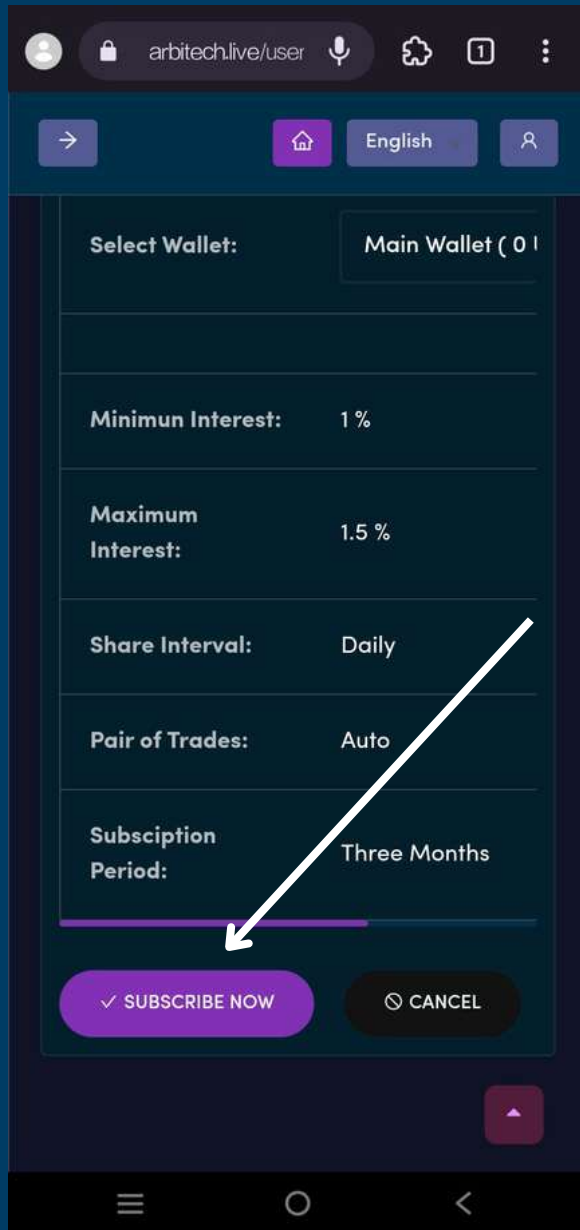 arbitech.live/user
1
English
Select Wallet: Main Wallet ( 0
Minimun Interest: 1 %
Maximum
Interest: 1.5 %
Share Interval: Daily
Pair of Trades: Auto
Subsciption
Period: Three Months
SUBSCRIBE NOW CANCEL